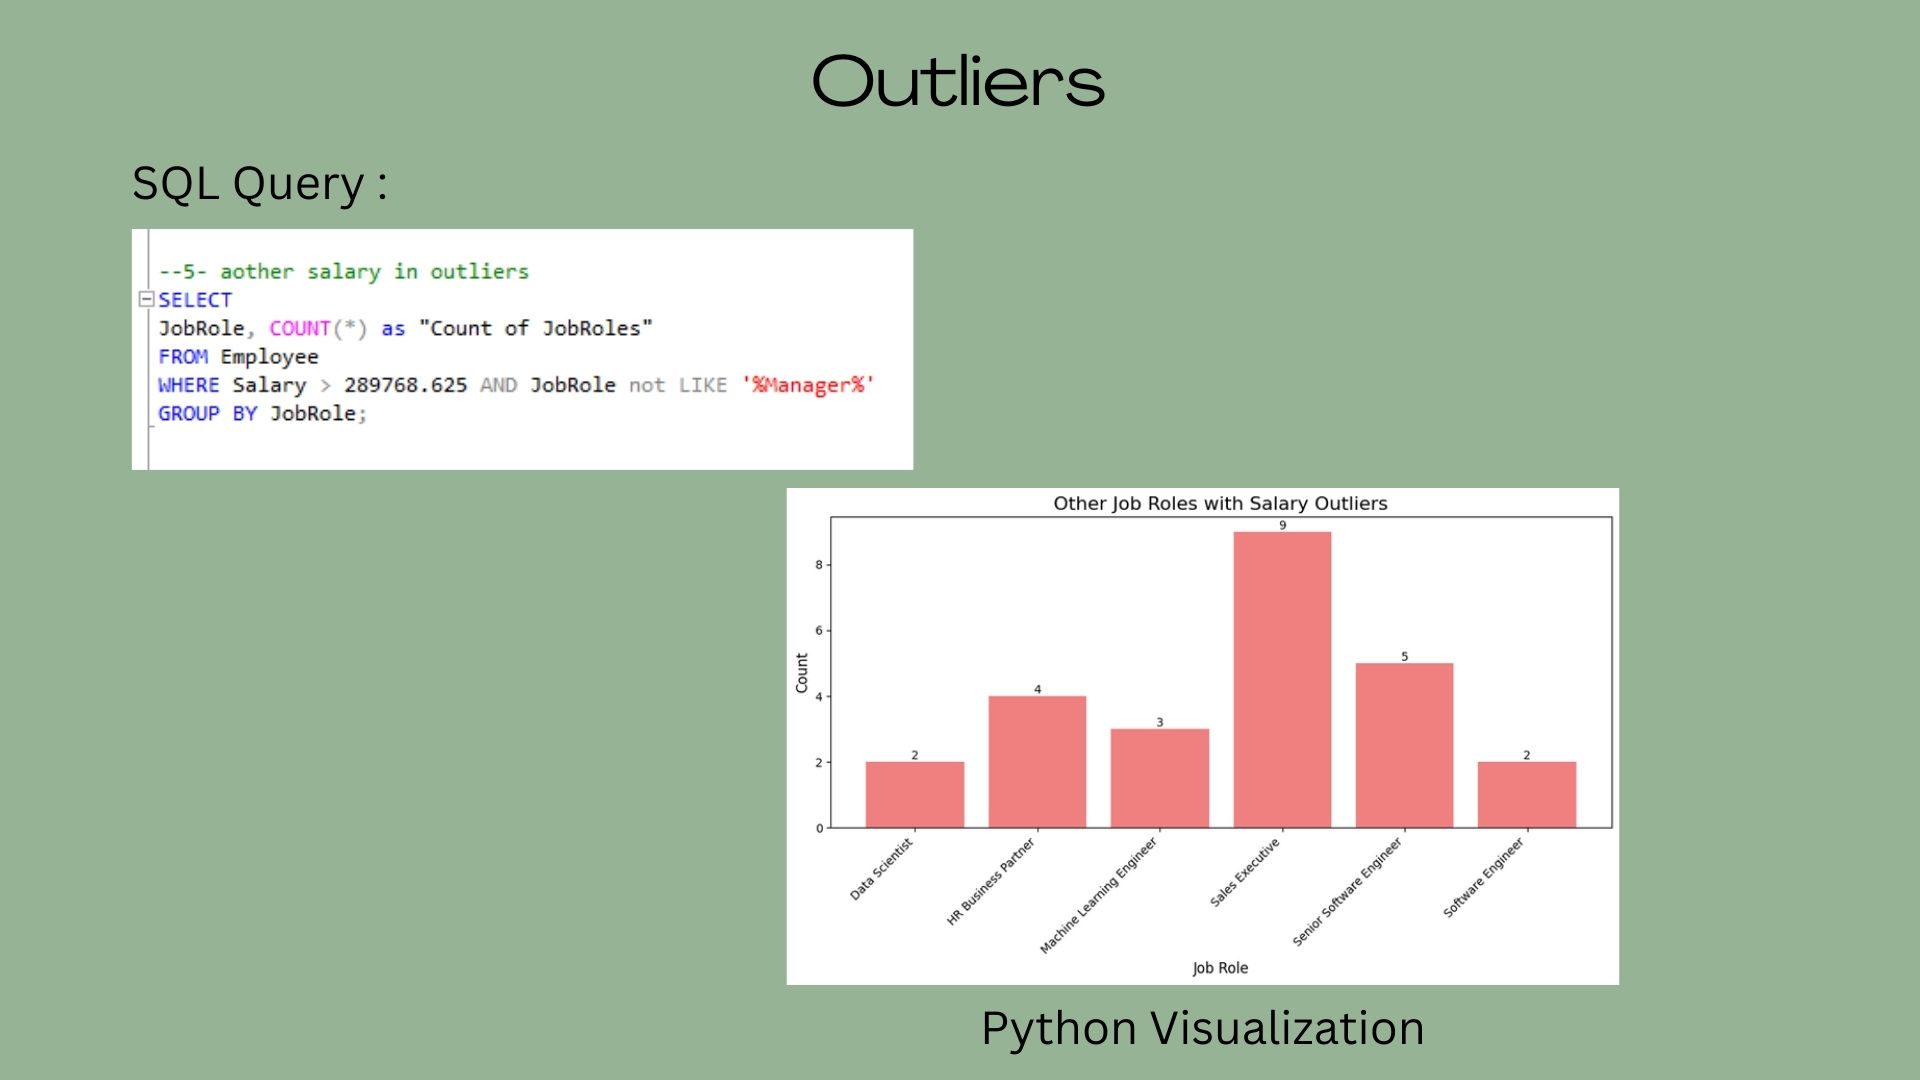 Outliers
SQL Query :
--5- aother salary in outliers
SELECT
JobRole, COUNT(*) as "Count of JobRoles"
FROM Employee
WHERE Salary > 289768.625 AND JobRole not LIKE '%Manager%'
GROUP BY JobRole;
Other Job Roles with Salary Outliers
9
8
6
5
Count
4
4
3
2
2
2
0
Data Scientist
HR Business Partner
Machine Learning Engineer
Sales Executive
Senior Software Engineer
Software Engineer
Job Role
Python Visualization